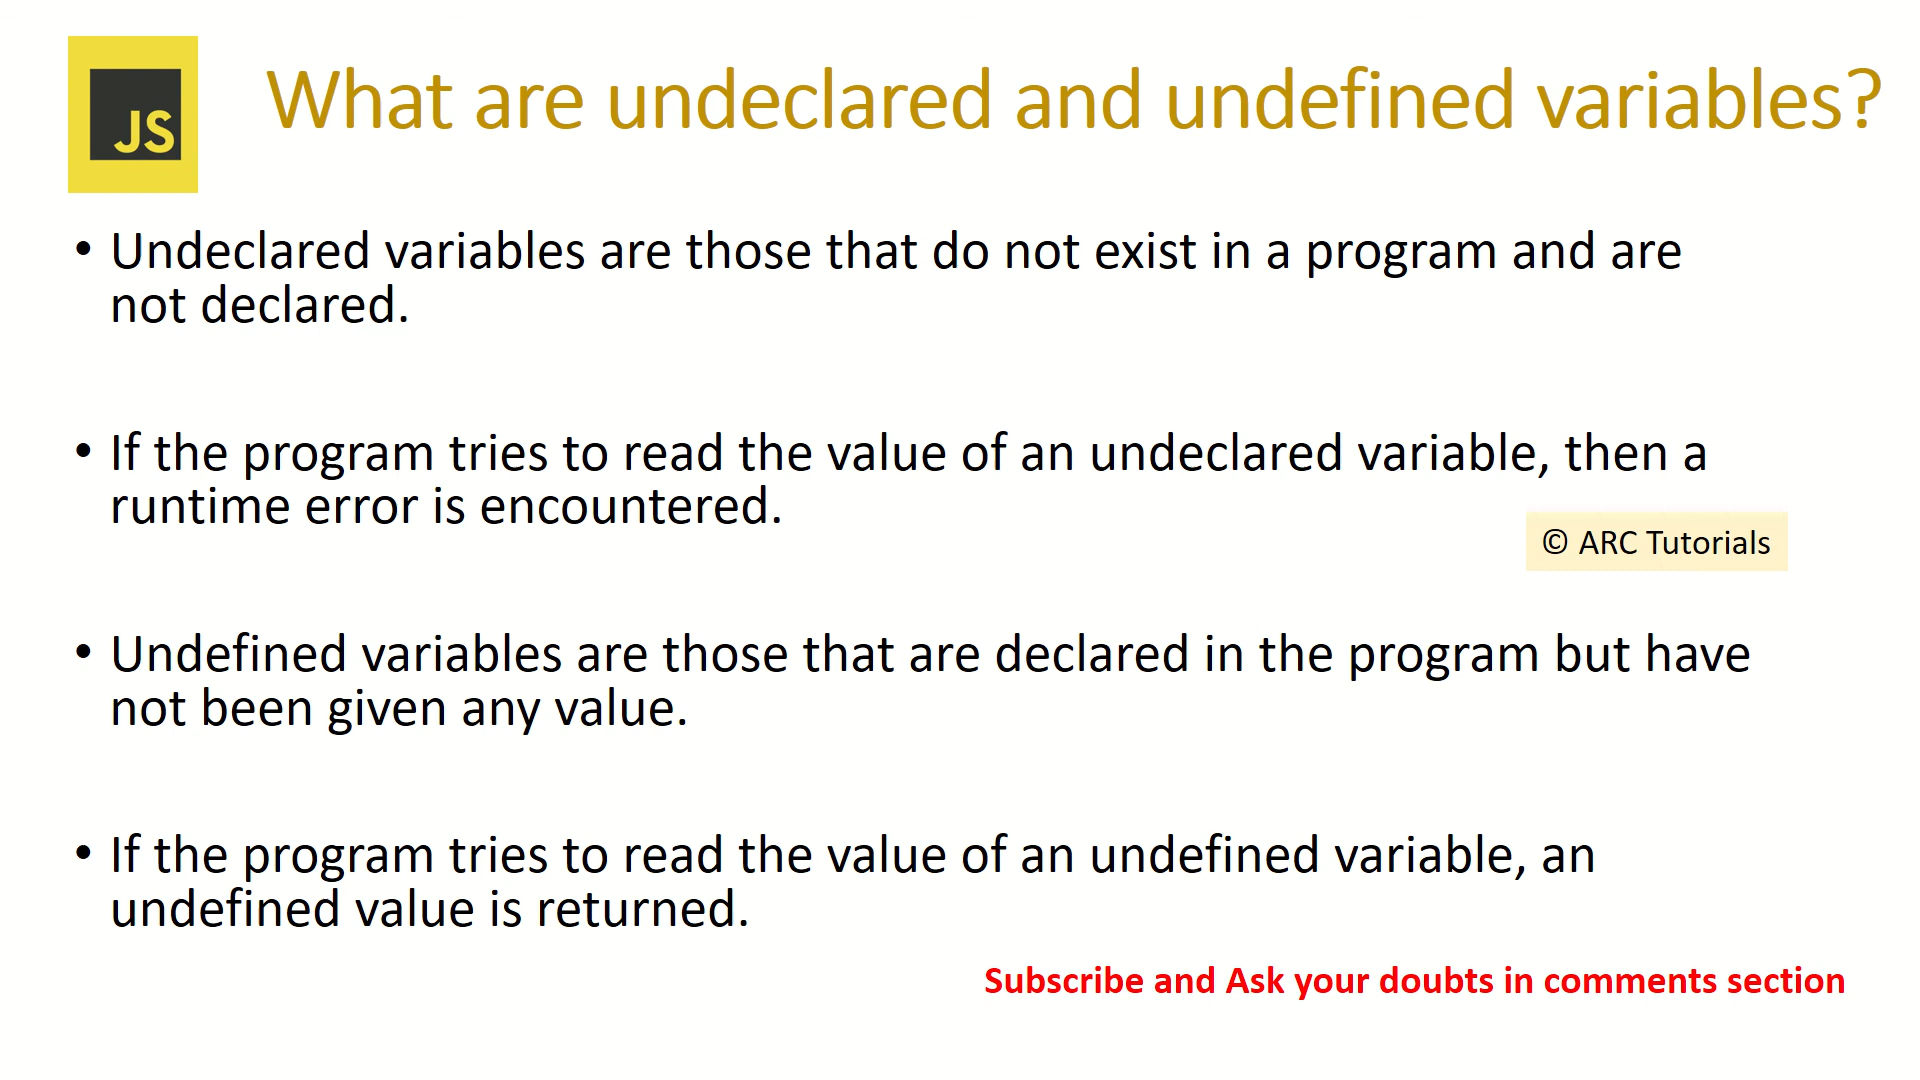 JS
What are undeclared and undefined variables?
• Undeclared variables are those that do not exist in a program and are
not declared.
• If the program tries to read the value of an undeclared variable, then a
runtime error is encountered.
© ARC Tutorials
• Undefined variables are those that are declared in the program but have
not been given any value.
• If the program tries to read the value of an undefined variable, an
undefined value is returned.
Subscribe and Ask your doubts in comments section